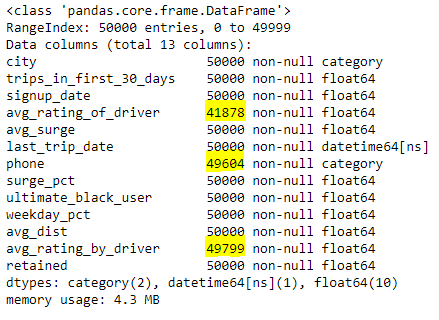 <class 'pandas.core.frame.DataFrame'>
RangeIndex: 50000 entries, 0 to 49999
Data columns (total 13 columns):
city                      50000 non-null category
trips_in_first_30_days    50000 non-null float64
signup_date               50000 non-null float64
avg_rating_of_driver      41878 non-null float64
avg_surge                 50000 non-null float64
last_trip_date            50000 non-null datetime64[ns]
phone                     49604 non-null category
surge_pct                 50000 non-null float64
ultimate_black_user       50000 non-null float64
weekday_pct               50000 non-null float64
avg_dist                  50000 non-null float64
avg_rating_by_driver      49799 non-null float64
retained                  50000 non-null float64
dtypes: category(2), datetime64[ns](1), float64(10)
memory usage: 4.3 MB